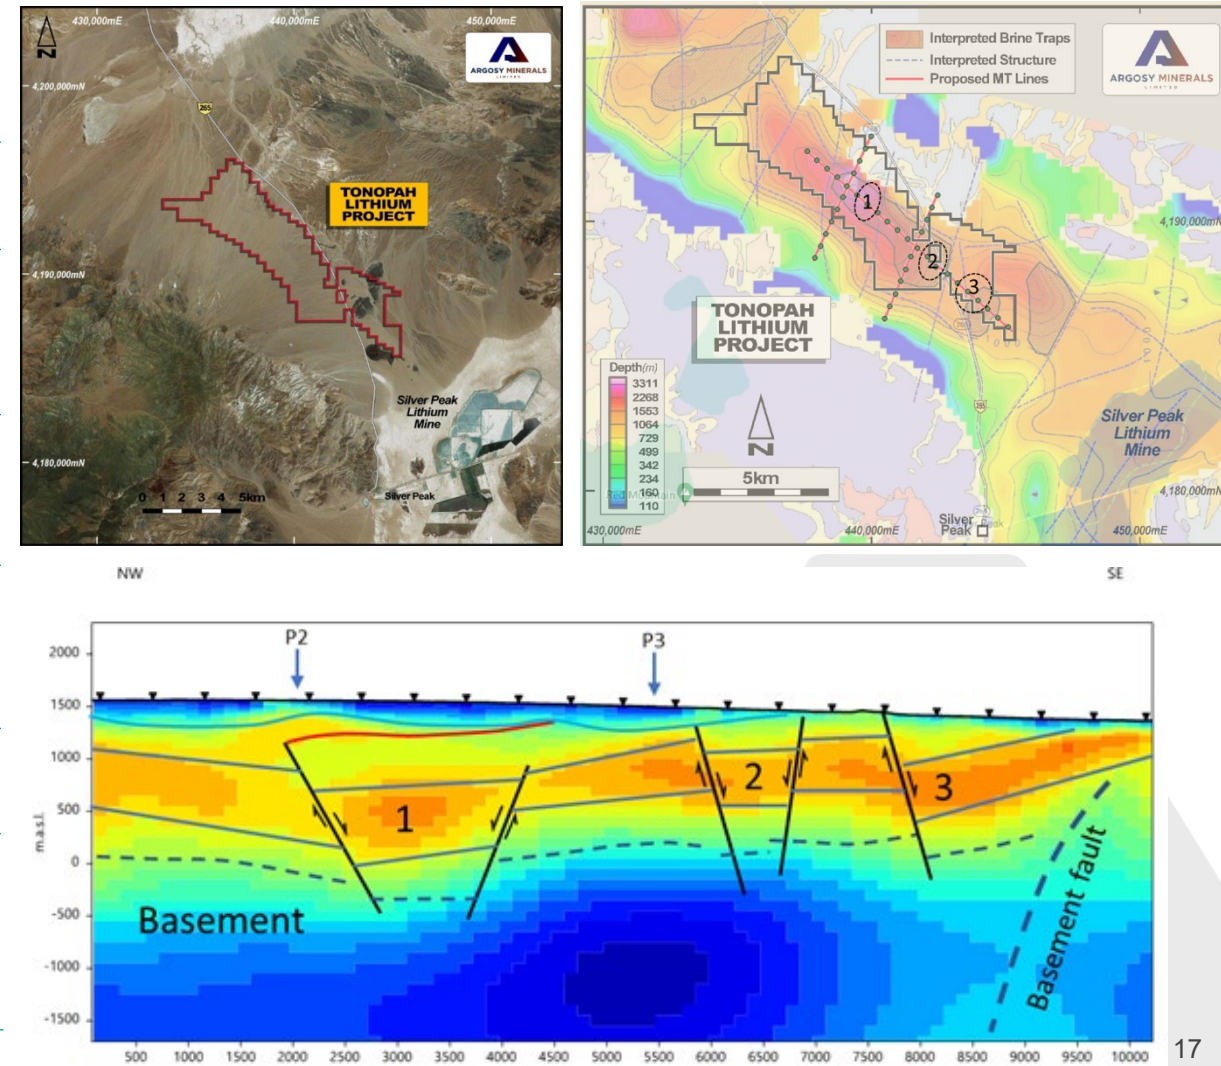 430,000mE
440,000mE
450,000mE
N
ARGOSY MINERALS
LIMITED
4,200,000mN
265
TONOPAH
LITHIUM
PROJECT
4,190,000mN
Silver Peak
Lithium
Mine
4,180,000mN
0 1 2 3 4 5km
Silver Peak
Interpreted Brine Traps
Interpreted Structure
Proposed MT Lines
ARGOSY MINERALS
LIMITED
1
2
3
4,190,000mN
TONOPAH
LITHIUM
PROJECT
Depth(m)
3311
2268
1553
1064
729
499
342
234
160
110
N
5km
265
Silver Peak
Lithium
Mine
4,180,000mN
Silver
Peak
430,000mE
440,000mE
450,000mE
NW
SE
P2
P3
m.a.s.l.
2000
1500
1000
500
0
-500
-1000
-1500
1
2
3
Basement
Basement fault
500 1000 1500 2000 2500 3000 3500 4000 4500 5000 5500 6000 6500 7000 7500 8000 8500 9000 9500 10000
17